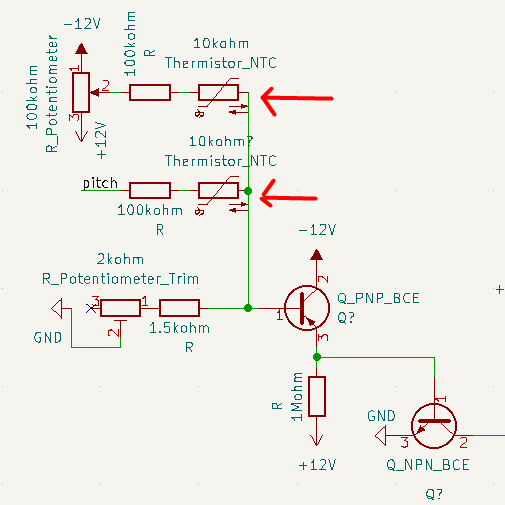 -12V
100kohm
R_Potentiometer
1
2
3
+12V
100kohm
R
10kohm
Thermistor_NTC
pitch
100kohm
R
10kohm?
Thermistor_NTC
2kohm
R_Potentiometer_Trim
3
1
2
GND
1.5kohm
R
-12V
2
1
3
Q_PNP_BCE
Q?
R
1Mohm
+12V
GND
1
3
2
Q_NPN_BCE
Q?